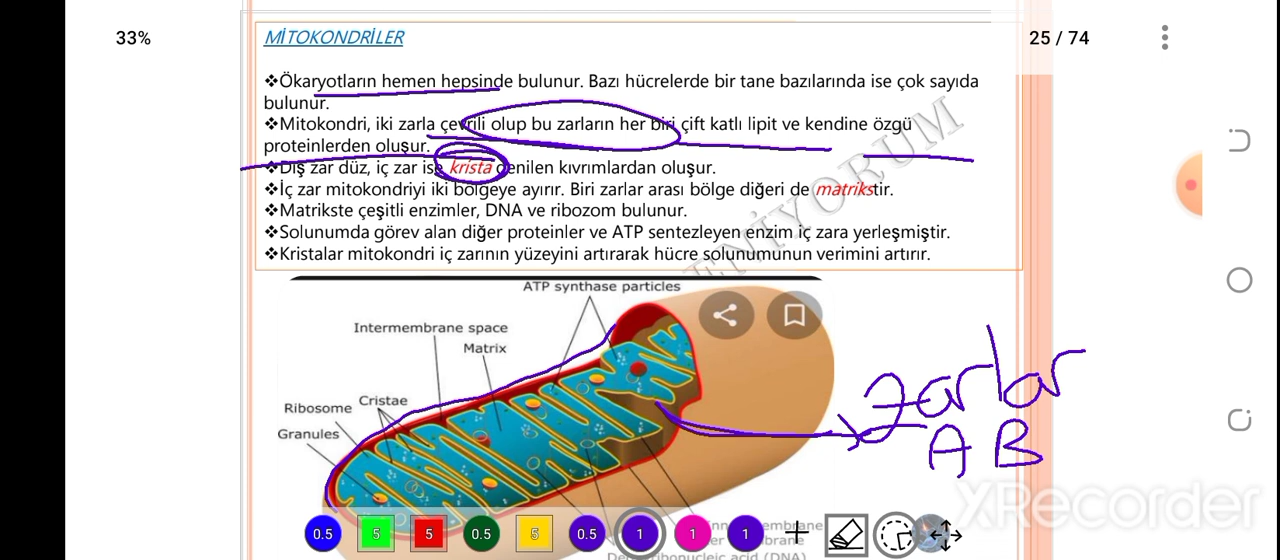 33%
25 / 74
MİTOKONDRİLER
❖Ökaryotların hemen hepsinde bulunur. Bazı hücrelerde bir tane bazılarında ise çok sayıda
bulunur.
❖Mitokondri, iki zarla çevrili olup bu zarların her biri çift katlı lipit ve kendine özgü
proteinlerden oluşur.
❖Dış zar düz, iç zar ise krista denilen kıvrımlardan oluşur.
❖İç zar mitokondriyi iki bölgeye ayırır. Biri zarlar arası bölge diğeri de matrikstir.
❖Matrikste çeşitli enzimler, DNA ve ribozom bulunur.
❖Solunumda görev alan diğer proteinler ve ATP sentezleyen enzim iç zara yerleşmiştir.
❖Kristalar mitokondri iç zarının yüzeyini artırarak hücre solunumunun verimini artırır.
ENİYORUM
ATP synthase particles
Intermembrane space
Matrix
Cristae
Ribosome
Granules
zarlar
A B
XRecorder
0.5 5 5 0.5 5 0.5 1 1 1